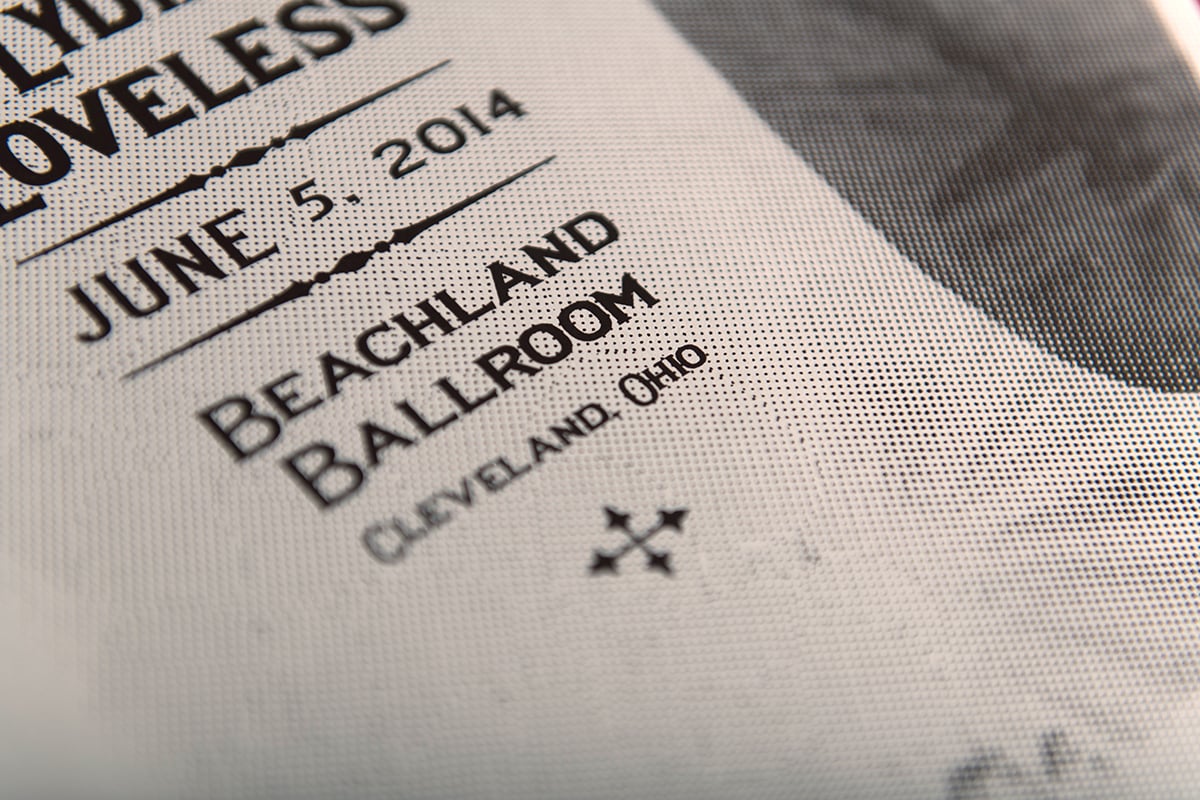 LOVELESS
JUNE 5, 2014
BEACHLAND
BALLROOM
CLEVELAND, OHIO